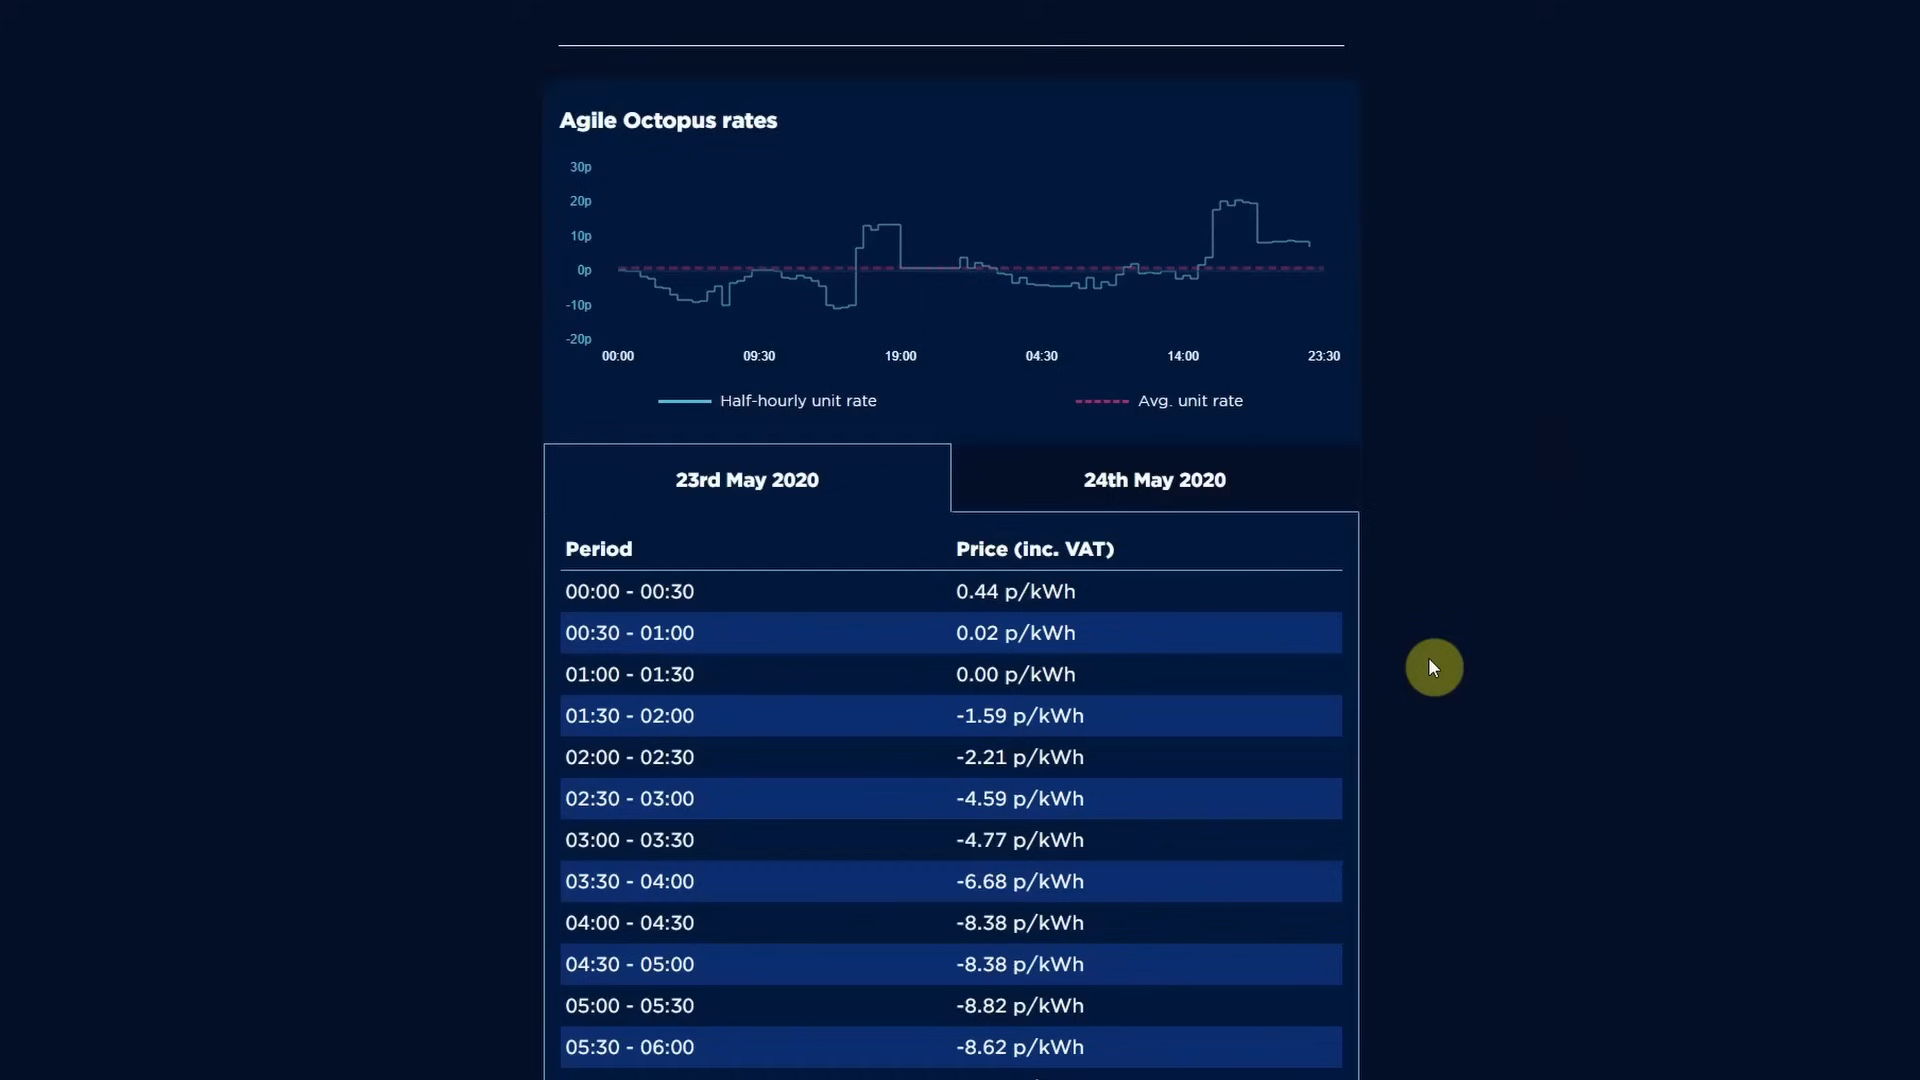 Agile Octopus rates
30p
20p
10p
0p
-10p
-20p
00:00 09:30 19:00 04:30 14:00 23:30
Half-hourly unit rate Avg. unit rate
23rd May 2020 24th May 2020
Period Price (inc. VAT)
00:00 - 00:30 0.44 p/kWh
00:30 - 01:00 0.02 p/kWh
01:00 - 01:30 0.00 p/kWh
01:30 - 02:00 -1.59 p/kWh
02:00 - 02:30 -2.21 p/kWh
02:30 - 03:00 -4.59 p/kWh
03:00 - 03:30 -4.77 p/kWh
03:30 - 04:00 -6.68 p/kWh
04:00 - 04:30 -8.38 p/kWh
04:30 - 05:00 -8.38 p/kWh
05:00 - 05:30 -8.82 p/kWh
05:30 - 06:00 -8.62 p/kWh